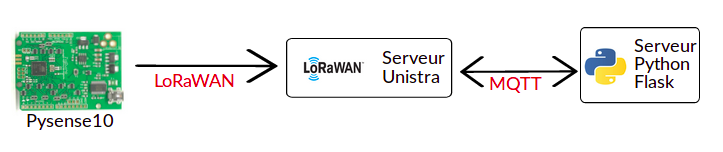 Pysense10
LoRaWAN
LoRaWAN
Serveur
Unistra
MQTT
Serveur
Python
Flask